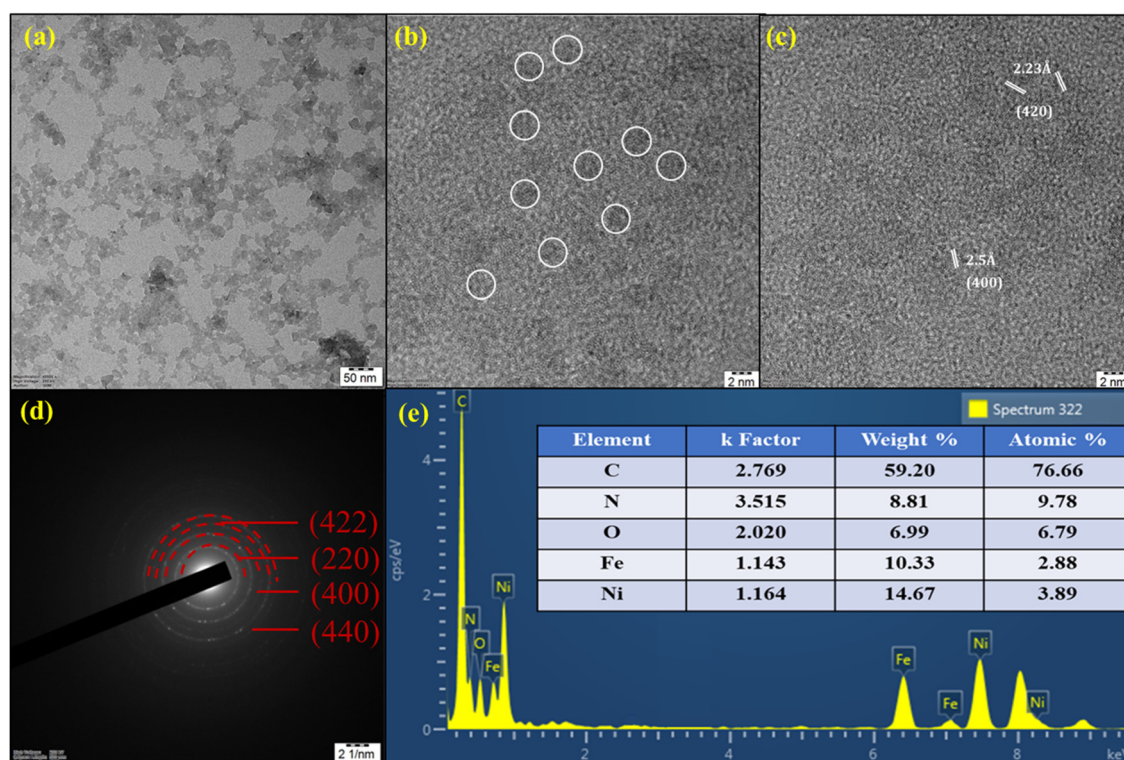 (a)
50 nm
(b)
2 nm
(c)
2.23Å
(420)
2.5Å
(400)
2 nm
(d)
(422)
(220)
(400)
(440)
2 1/nm
(e)
Spectrum 322
Element k Factor Weight % Atomic %
C 2.769 59.20 76.66
N 3.515 8.81 9.78
O 2.020 6.99 6.79
Fe 1.143 10.33 2.88
Ni 1.164 14.67 3.89
cps/eV
4
2
0
C
N
O
Fe
Ni
Fe
Fe
Ni
Ni
2 4 6 8